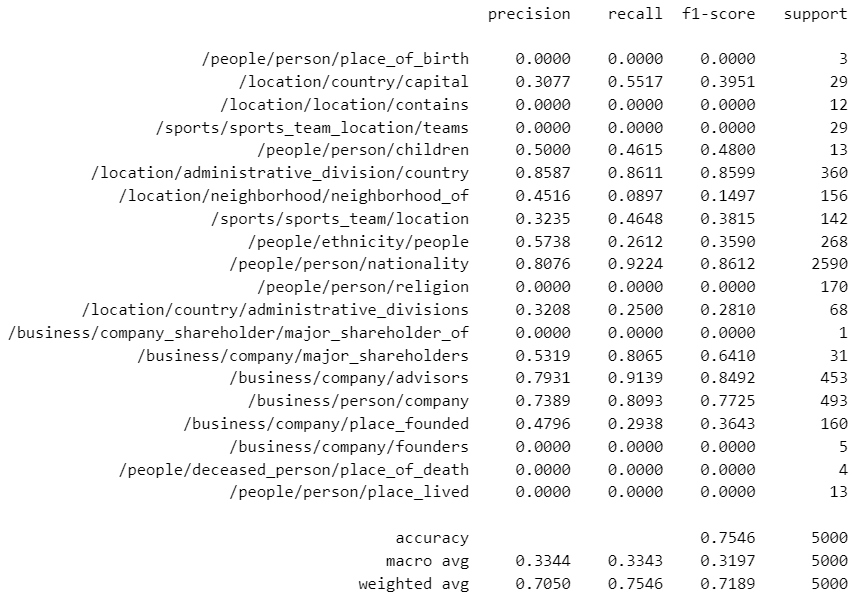 precision recall f1-score support
/people/person/place_of_birth 0.0000 0.0000 0.0000 3
/location/country/capital 0.3077 0.5517 0.3951 29
/location/location/contains 0.0000 0.0000 0.0000 12
/sports/sports_team_location/teams 0.0000 0.0000 0.0000 29
/people/person/children 0.5000 0.4615 0.4800 13
/location/administrative_division/country 0.8587 0.8611 0.8599 360
/location/neighborhood/neighborhood_of 0.4516 0.0897 0.1497 156
/sports/sports_team/location 0.3235 0.4648 0.3815 142
/people/ethnicity/people 0.5738 0.2612 0.3590 268
/people/person/nationality 0.8076 0.9224 0.8612 2590
/people/person/religion 0.0000 0.0000 0.0000 170
/location/country/administrative_divisions 0.3208 0.2500 0.2810 68
/business/company_shareholder/major_shareholder_of 0.0000 0.0000 0.0000 1
/business/company/major_shareholders 0.5319 0.8065 0.6410 31
/business/company/advisors 0.7931 0.9139 0.8492 453
/business/person/company 0.7389 0.8093 0.7725 493
/business/company/place_founded 0.4796 0.2938 0.3643 160
/business/company/founders 0.0000 0.0000 0.0000 5
/people/deceased_person/place_of_death 0.0000 0.0000 0.0000 4
/people/person/place_lived 0.0000 0.0000 0.0000 13
accuracy 0.7546 5000
macro avg 0.3344 0.3343 0.3197 5000
weighted avg 0.7050 0.7546 0.7189 5000